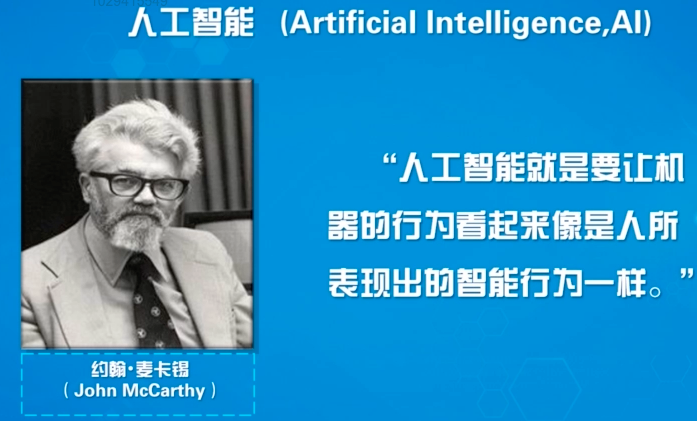 人工智能 (Artificial Intelligence,AI)
“人工智能就是要让机
器的行为看起来像是人所
表现出的智能行为一样。”
约翰·麦卡锡
(John McCarthy)